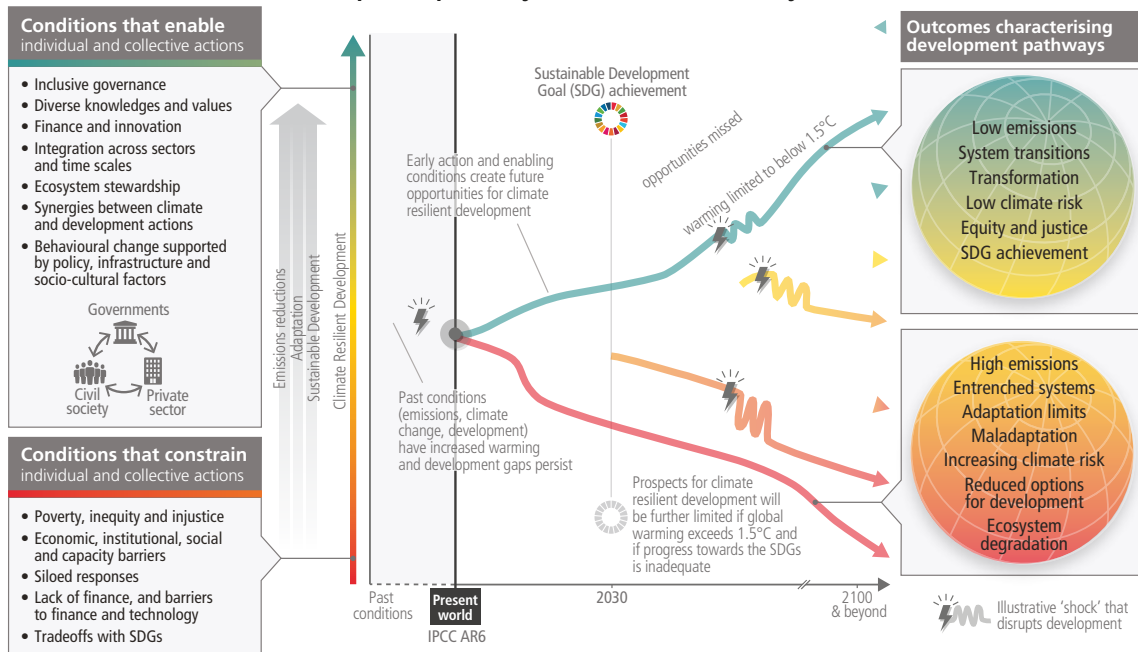 Conditions that enable
individual and collective actions
• Inclusive governance
• Diverse knowledges and values
• Finance and innovation
• Integration across sectors
and time scales
• Ecosystem stewardship
• Synergies between climate
and development actions
• Behavioural change supported
by policy, infrastructure and
socio-cultural factors
Governments
Civil
society
Private
sector
Conditions that constrain
individual and collective actions
• Poverty, inequity and injustice
• Economic, institutional, social
and capacity barriers
• Siloed responses
• Lack of finance, and barriers
to finance and technology
• Tradeoffs with SDGs
Emissions reductions
Adaptation
Sustainable Development
Climate Resilient Development
Sustainable Development
Goal (SDG) achievement
Early action and enabling
conditions create future
opportunities for climate
resilient development
opportunities missed
warming limited to below 1.5°C
Past conditions
(emissions, climate
change, development)
have increased warming
and development gaps persist
Prospects for climate
resilient development will
be further limited if global
warming exceeds 1.5°C and
if progress towards the SDGs
is inadequate
Past
conditions
Present
world
IPCC AR6
2030
2100
& beyond
Outcomes characterising
development pathways
Low emissions
System transitions
Transformation
Low climate risk
Equity and justice
SDG achievement
High emissions
Entrenched systems
Adaptation limits
Maladaptation
Increasing climate risk
Reduced options
for development
Ecosystem
degradation
Illustrative 'shock' that
disrupts development